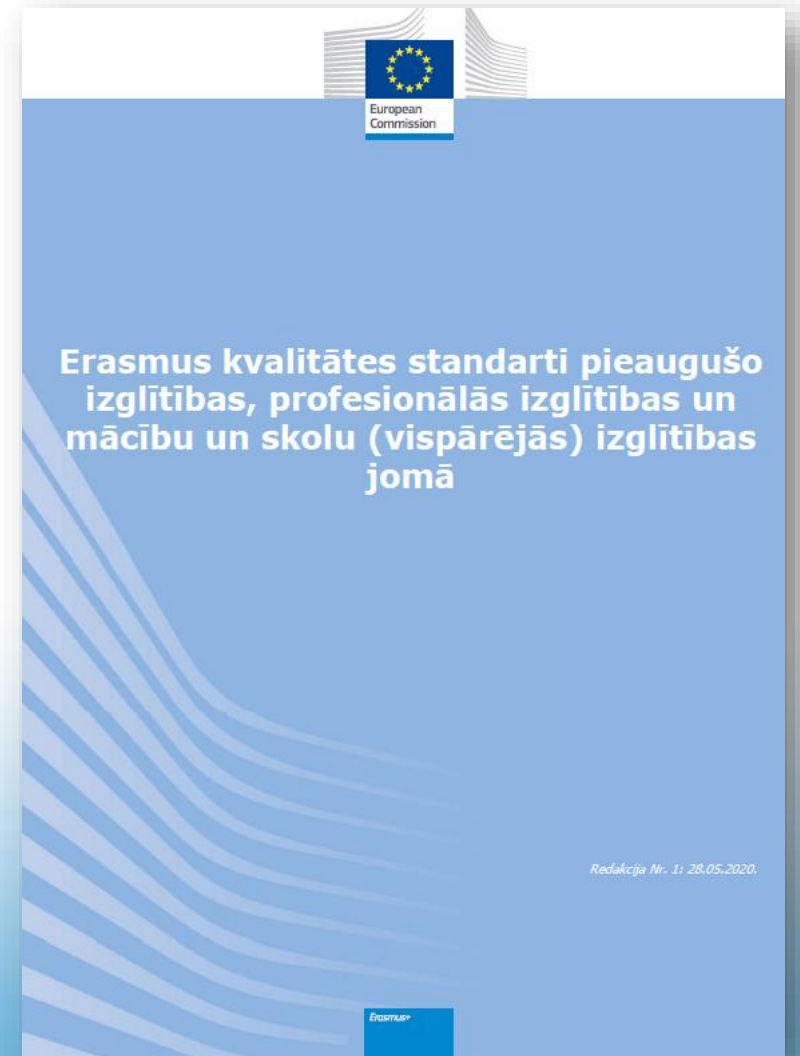 European
Commission
Erasmus kvalitātes standarti pieaugušo
izglītības, profesionālās izglītības un
mācību un skolu (vispārējās) izglītības
jomā
Redakcija Nr. 1: 28.05.2020.
Erasmus+